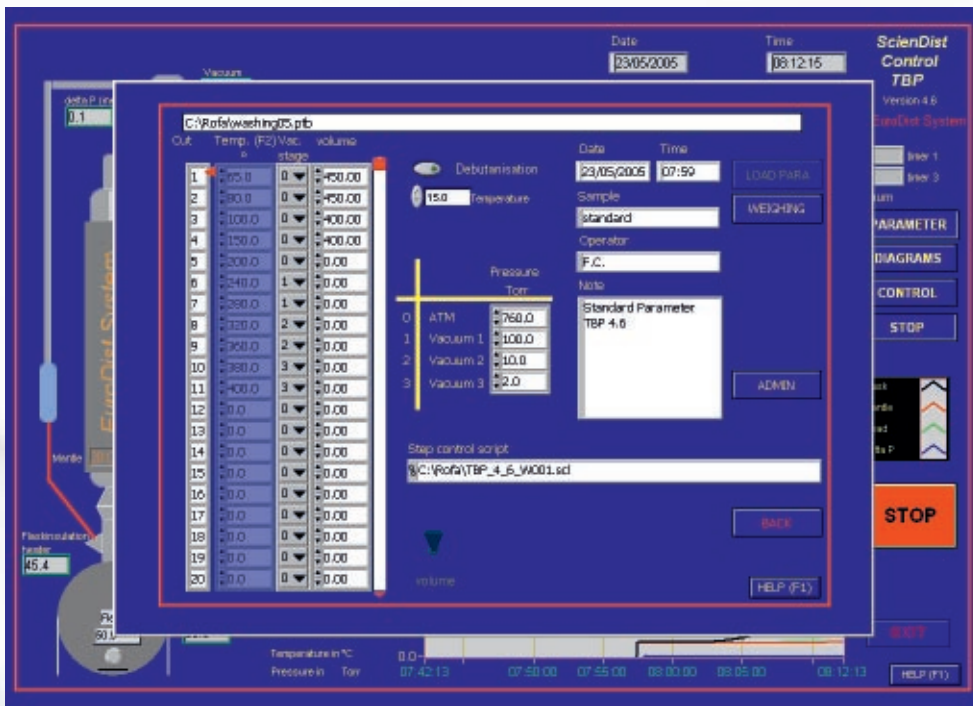 Date Time
23/05/2005 08:12:15
ScienDist
Control
TBP
Version 4.6
EuroDist System
Vacuum
delta P
0.1
C:\Rofa\washing05.ptb
Cut Temp. (F2) Vac. volume
stage
1 65.0 0 450.00
2 80.0 0 450.00
3 100.0 0 400.00
4 150.0 0 400.00
5 200.0 0 0.00
6 240.0 1 0.00
7 280.0 1 0.00
8 320.0 2 0.00
9 360.0 2 0.00
10 380.0 3 0.00
11 400.0 3 0.00
12 0.0 0 0.00
13 0.0 0 0.00
14 0.0 0 0.00
15 0.0 0 0.00
16 0.0 0 0.00
17 0.0 0 0.00
18 0.0 0 0.00
19 0.0 0 0.00
20 0.0 0 0.00
Debutanisation
15.0 Temperature
Pressure
Torr
0 ATM 760.0
1 Vacuum 1 100.0
2 Vacuum 2 10.0
3 Vacuum 3 2.0
Date Time
23/05/2005 07:59
Sample
standard
Operator
F.C.
Note
Standard Parameter
TBP 4.6
LOAD PARA
WEIGHING
ADMIN
Step control script
C:\Rofa\TBP_4_6_WO01.scl
volume
BACK
HELP (F1)
EuroDist System
Mantle
Flaskinsulation
heater
45.4
60.
timer 1
timer 3
PARAMETER
DIAGRAMS
CONTROL
STOP
STOP
EXIT
HELP (F1)
Temperature in °C
Pressure in Torr
0.0
07:42:13 07:50:00 07:55:00 08:00:00 08:05:00 08:12:13